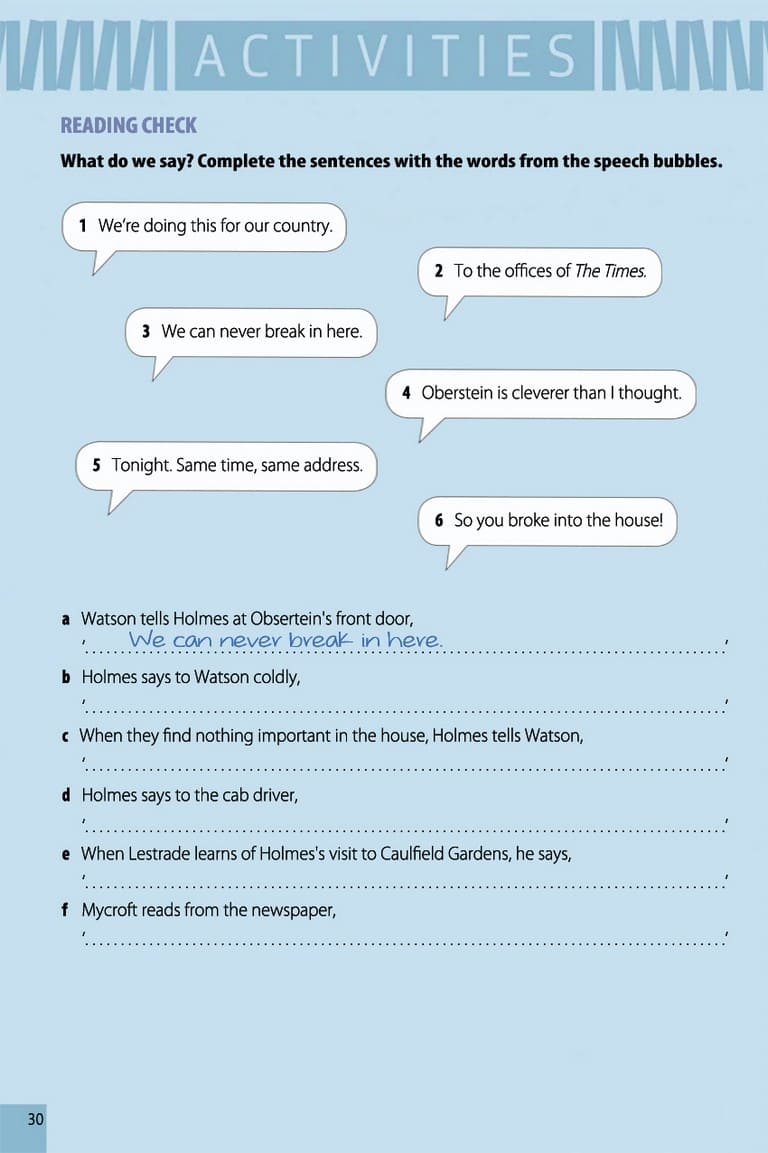 ACTIVITIES
READING CHECK
What do we say? Complete the sentences with the words from the speech bubbles.
1 We're doing this for our country.
2 To the offices of The Times.
3 We can never break in here.
4 Oberstein is cleverer than I thought.
5 Tonight. Same time, same address.
6 So you broke into the house!
a Watson tells Holmes at Obsertein's front door,
'We can never break in here.'
b Holmes says to Watson coldly,
'........................................................................................'
c When they find nothing important in the house, Holmes tells Watson,
'........................................................................................'
d Holmes says to the cab driver,
'........................................................................................'
e When Lestrade learns of Holmes's visit to Caulfield Gardens, he says,
'........................................................................................'
f Mycroft reads from the newspaper,
'........................................................................................'
30